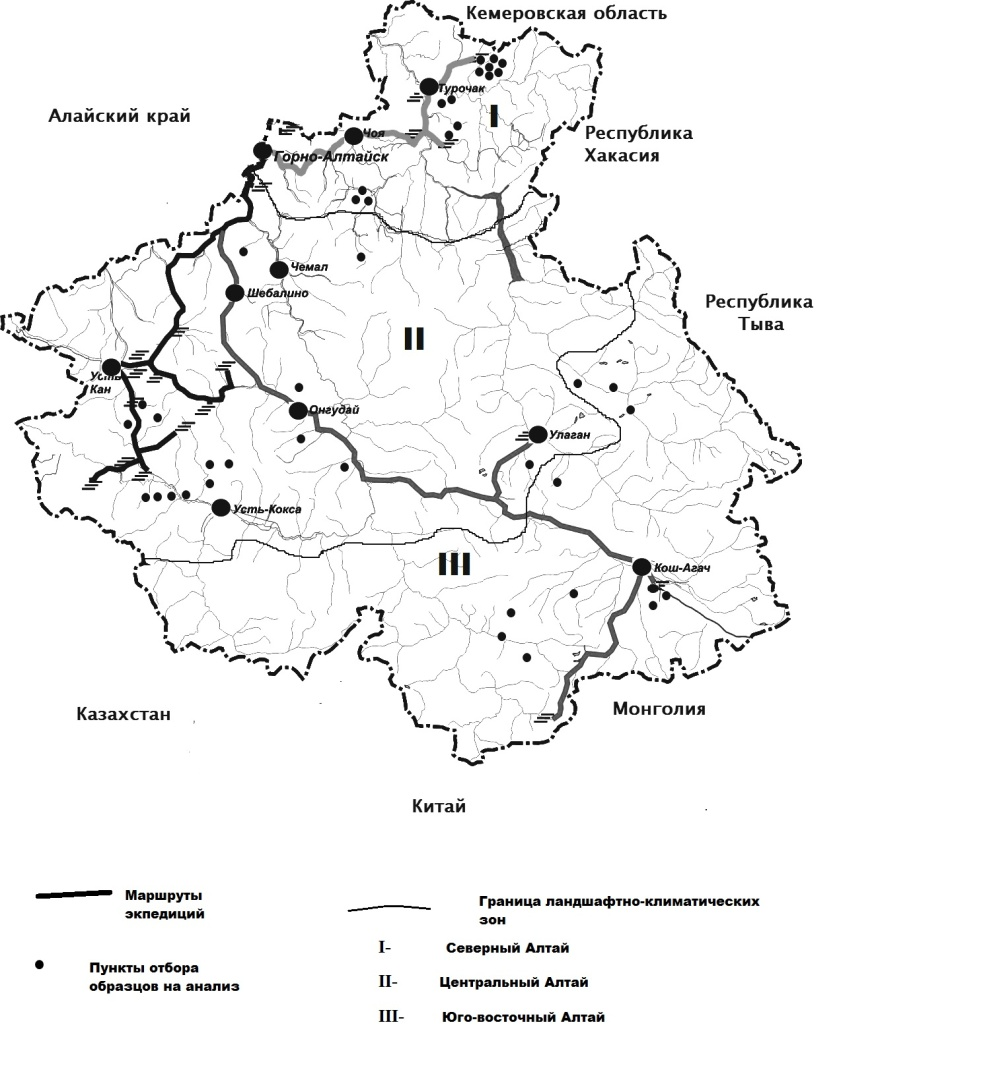 Кемеровская область
Турочак
Алайский край
I
Чоя
Республика
Хакасия
Горно-Алтайск
Чемал
Шебалино
Республика
Тыва
II
Усть
Кан
Онгудай
Улаган
Усть-Кокса
III
Кош-Агач
Казахстан
Монголия
Китай
Маршруты
экпедиций
Граница ландшафтно-климатических
зон
I- Северный Алтай
Пункты отбора
образцов на анализ
II- Центральный Алтай
III- Юго-восточный Алтай